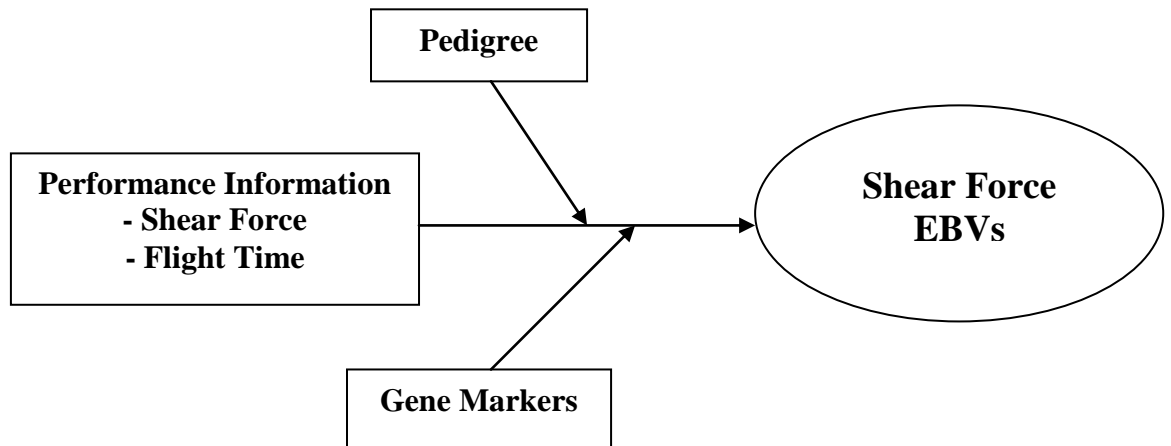 Pedigree
Performance Information
- Shear Force
- Flight Time
Shear Force
EBVs
Gene Markers